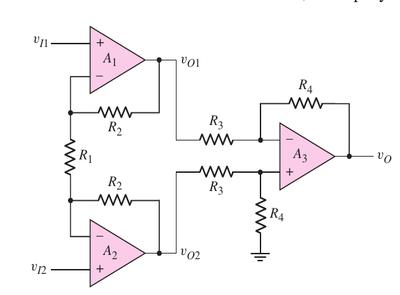 v_{I1}
+
A_1
−
v_{O1}
R_2
R_4
R_3
R_1
−
A_3
+
v_O
R_2
R_3
R_4
−
A_2
+
v_{O2}
v_{I2}